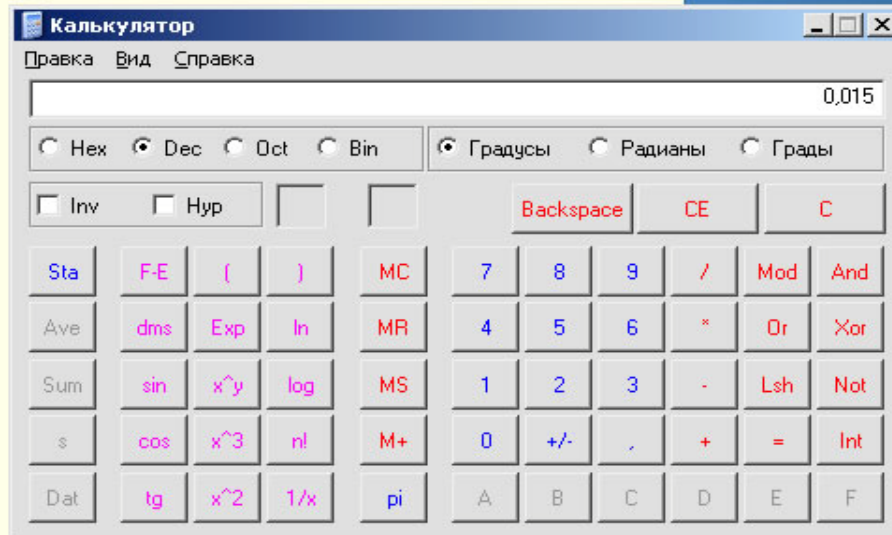 Калькулятор
Правка Вид Справка
0,015
Hex Dec Oct Bin Градусы Радианы Грады
Inv Hyp Backspace CE C
Sta F-E ( ) MC 7 8 9 / Mod And
Ave dms Exp ln MR 4 5 6 * Or Xor
Sum sin x^y log MS 1 2 3 - Lsh Not
s cos x^3 n! M+ 0 +/- , + = Int
Dat tg x^2 1/x pi A B C D E F